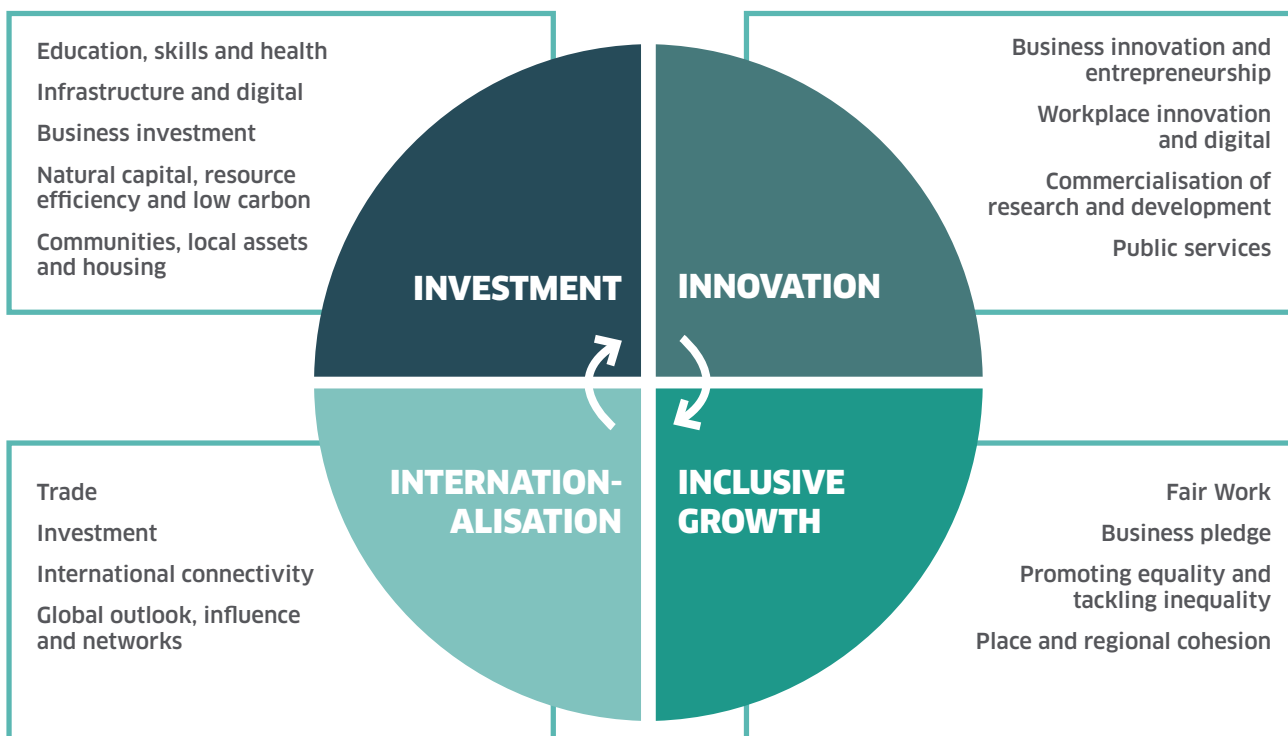 Education, skills and health
Infrastructure and digital
Business investment
Natural capital, resource
efficiency and low carbon
Communities, local assets
and housing
INVESTMENT
INNOVATION
Business innovation and
entrepreneurship
Workplace innovation
and digital
Commercialisation of
research and development
Public services
Trade
Investment
International connectivity
Global outlook, influence
and networks
INTERNATION-
ALISATION
INCLUSIVE
GROWTH
Fair Work
Business pledge
Promoting equality and
tackling inequality
Place and regional cohesion